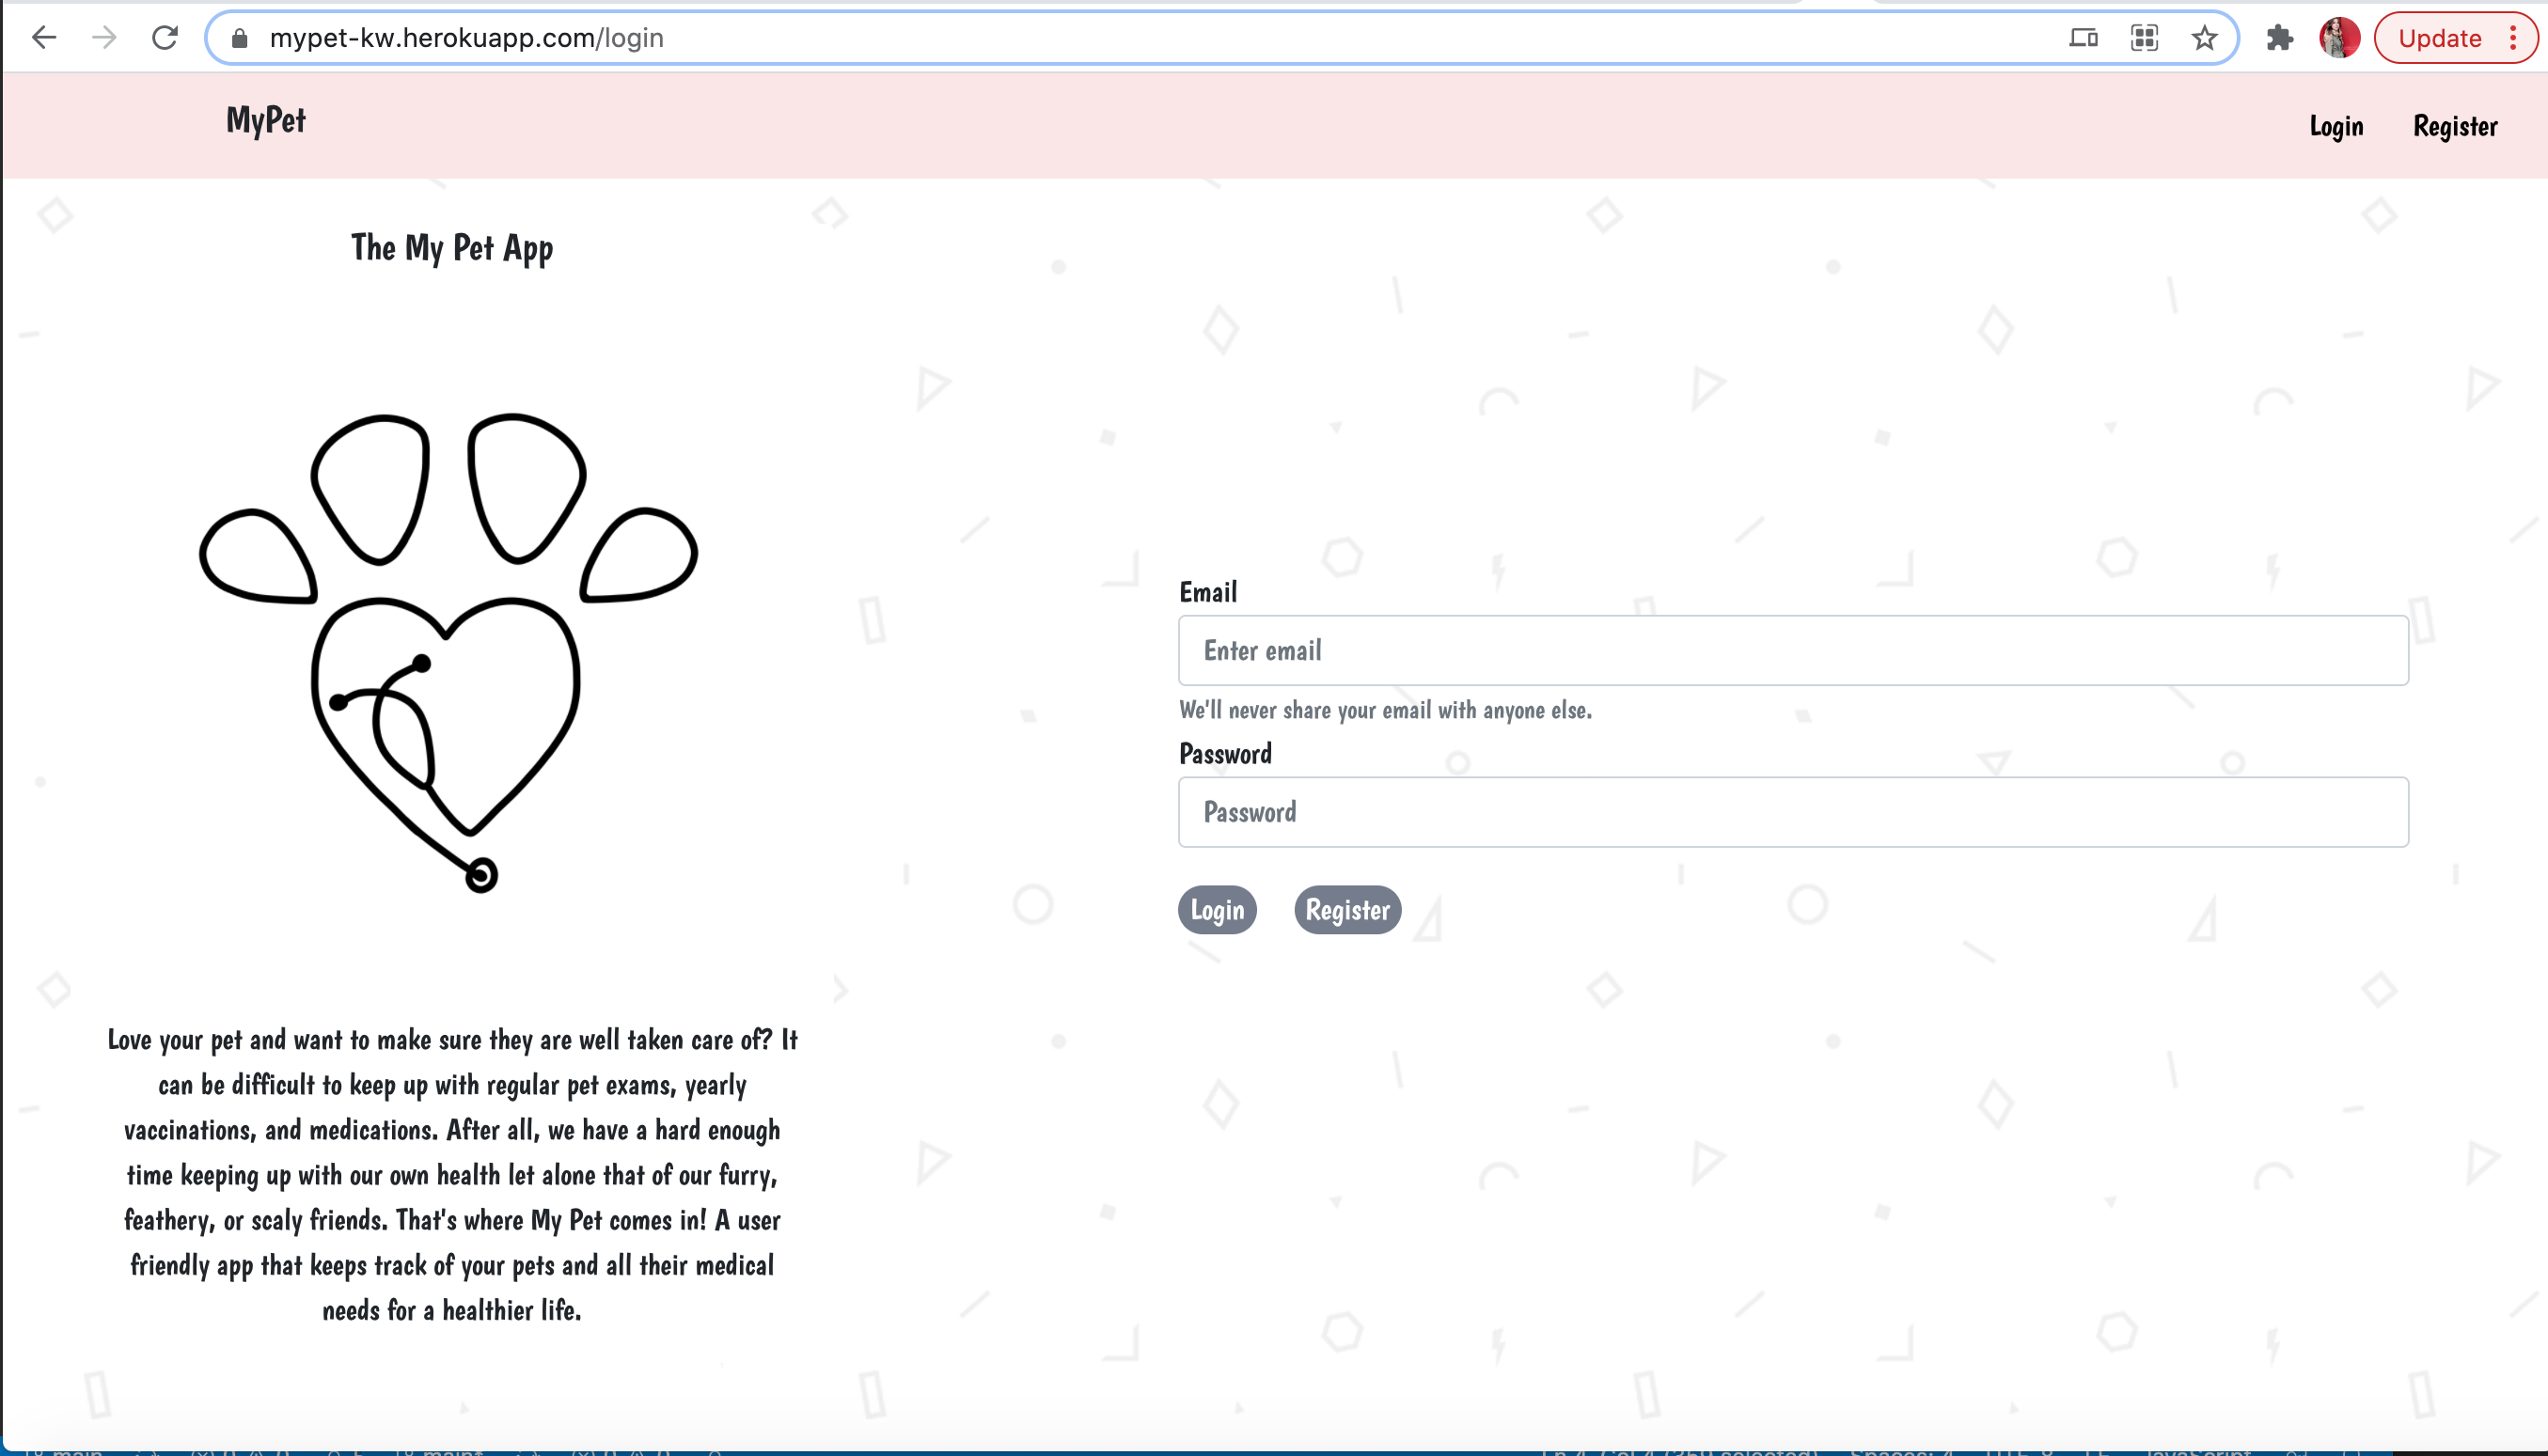 mypet-kw.herokuapp.com/login
Update
MyPet
Login
Register
The My Pet App
Email
Enter email
We'll never share your email with anyone else.
Password
Password
Login
Register
Love your pet and want to make sure they are well taken care of? It
can be difficult to keep up with regular pet exams, yearly
vaccinations, and medications. After all, we have a hard enough
time keeping up with our own health let alone that of our furry,
feathery, or scaly friends. That's where My Pet comes in! A user
friendly app that keeps track of your pets and all their medical
needs for a healthier life.